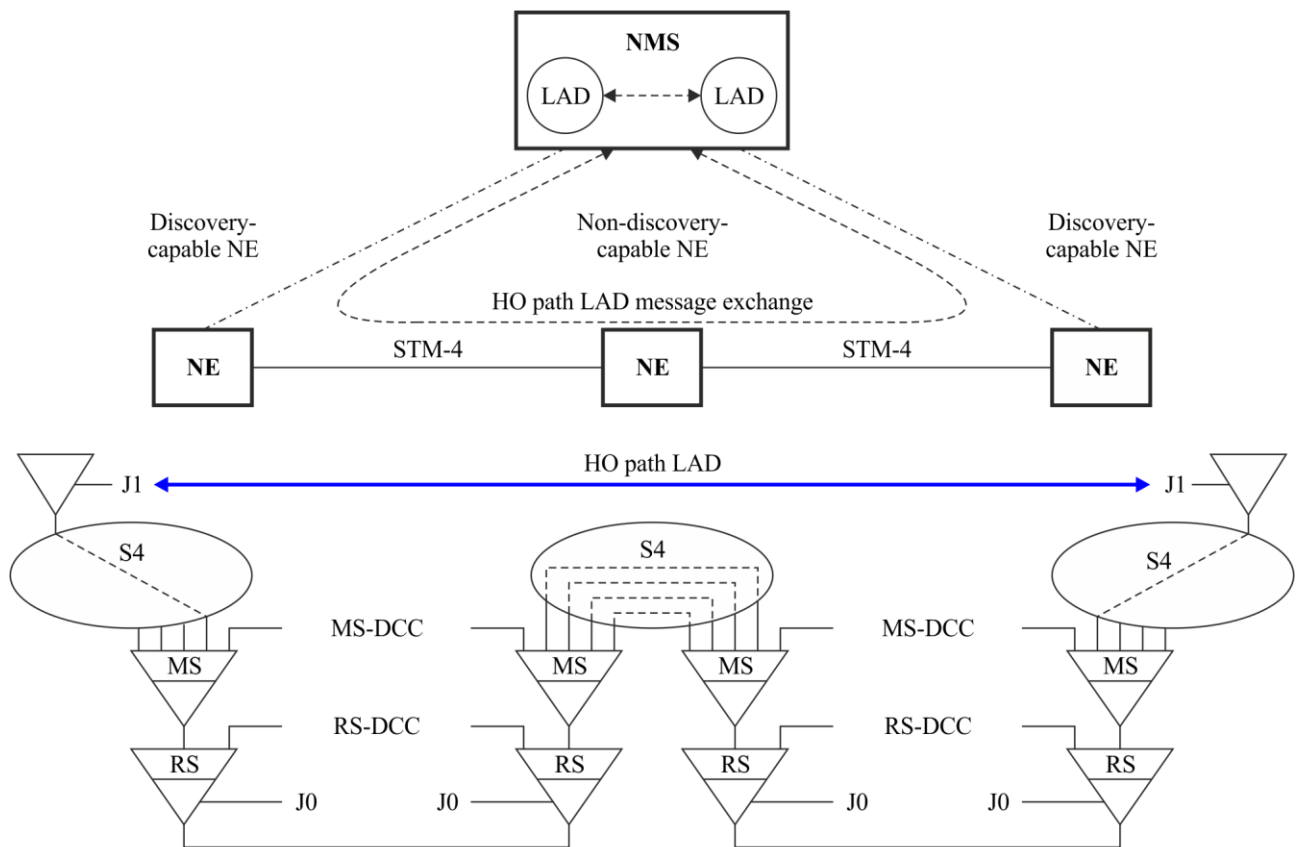 NMS
LAD
LAD
Discovery-
capable NE
Non-discovery-
capable NE
Discovery-
capable NE
HO path LAD message exchange
NE
STM-4
NE
STM-4
NE
HO path LAD
J1
J1
S4
S4
S4
MS-DCC
MS-DCC
MS
MS
MS
MS
RS-DCC
RS-DCC
RS
RS
RS
RS
J0
J0
J0
J0